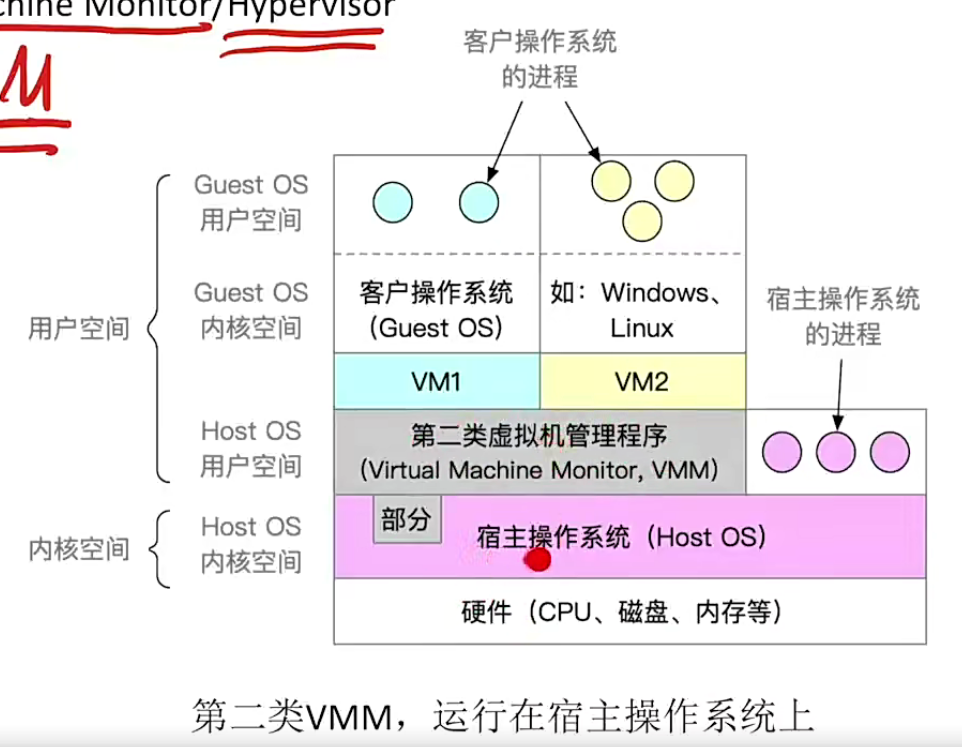 chine Monitor/Hypervisor
M
客户操作系统
的进程
Guest OS
用户空间
Guest OS
内核空间
客户操作系统
(Guest OS)
如：Windows、
Linux
宿主操作系统
的进程
用户空间
VM1
VM2
Host OS
用户空间
第二类虚拟机管理程序
(Virtual Machine Monitor, VMM)
部分
Host OS
内核空间
内核空间
宿主操作系统（Host OS）
硬件（CPU、磁盘、内存等）
第二类VMM，运行在宿主操作系统上